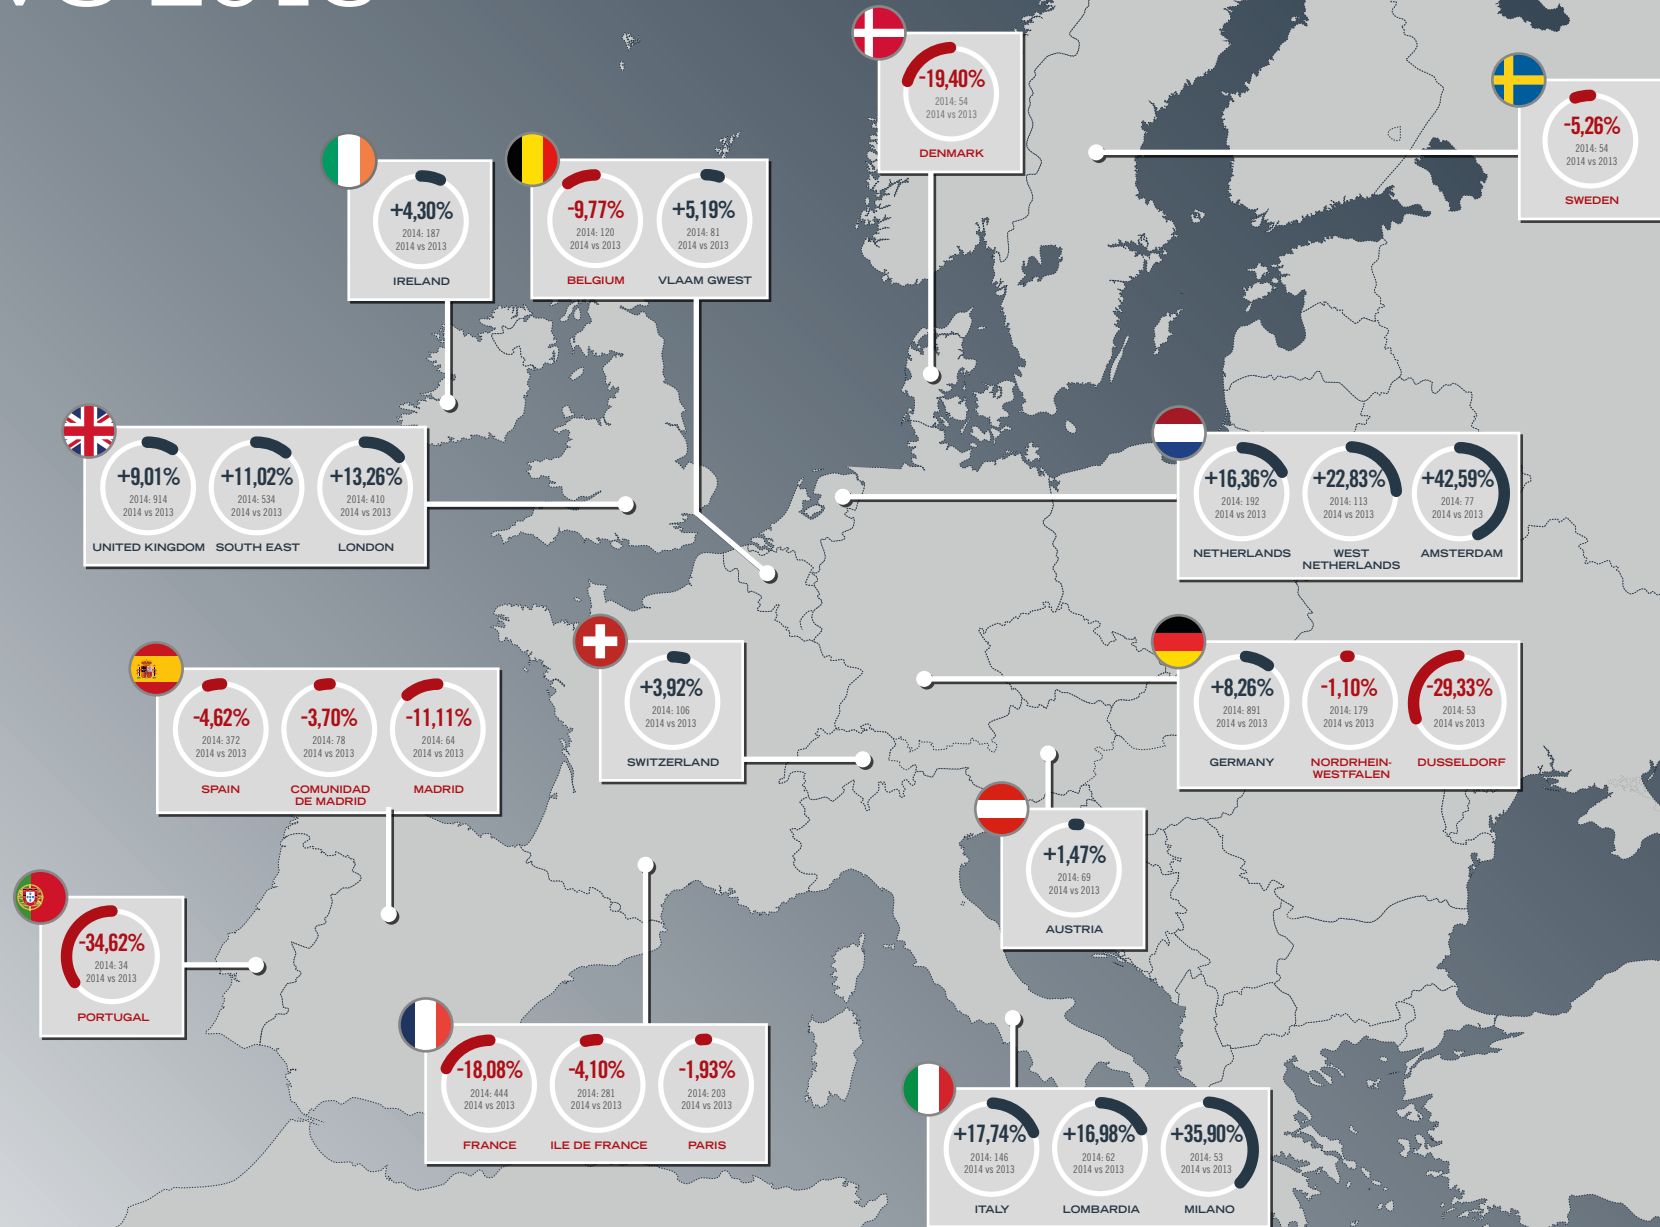 -19,40%
2014: 54
2014 vs 2013
DENMARK
-5,26%
2014: 54
2014 vs 2013
SWEDEN
+4,30%
2014: 187
2014 vs 2013
IRELAND
-9,77%
2014: 120
2014 vs 2013
BELGIUM
+5,19%
2014: 81
2014 vs 2013
VLAAM GWEST
+9,01%
2014: 914
2014 vs 2013
UNITED KINGDOM
+11,02%
2014: 534
2014 vs 2013
SOUTH EAST
+13,26%
2014: 410
2014 vs 2013
LONDON
+16,36%
2014: 192
2014 vs 2013
NETHERLANDS
+22,83%
2014: 113
2014 vs 2013
WEST
NETHERLANDS
+42,59%
2014: 77
2014 vs 2013
AMSTERDAM
-4,62%
2014: 372
2014 vs 2013
SPAIN
-3,70%
2014: 78
2014 vs 2013
COMUNIDAD
DE MADRID
-11,11%
2014: 64
2014 vs 2013
MADRID
+3,92%
2014: 106
2014 vs 2013
SWITZERLAND
+8,26%
2014: 891
2014 vs 2013
GERMANY
-1,10%
2014: 179
2014 vs 2013
NORDRHEIN-
WESTFALEN
-29,33%
2014: 53
2014 vs 2013
DUSSELDORF
+1,47%
2014: 69
2014 vs 2013
AUSTRIA
-34,62%
2014: 34
2014 vs 2013
PORTUGAL
-18,08%
2014: 444
2014 vs 2013
FRANCE
-4,10%
2014: 281
2014 vs 2013
ILE DE FRANCE
-1,93%
2014: 203
2014 vs 2013
PARIS
+17,74%
2014: 146
2014 vs 2013
ITALY
+16,98%
2014: 62
2014 vs 2013
LOMBARDIA
+35,90%
2014: 53
2014 vs 2013
MILANO